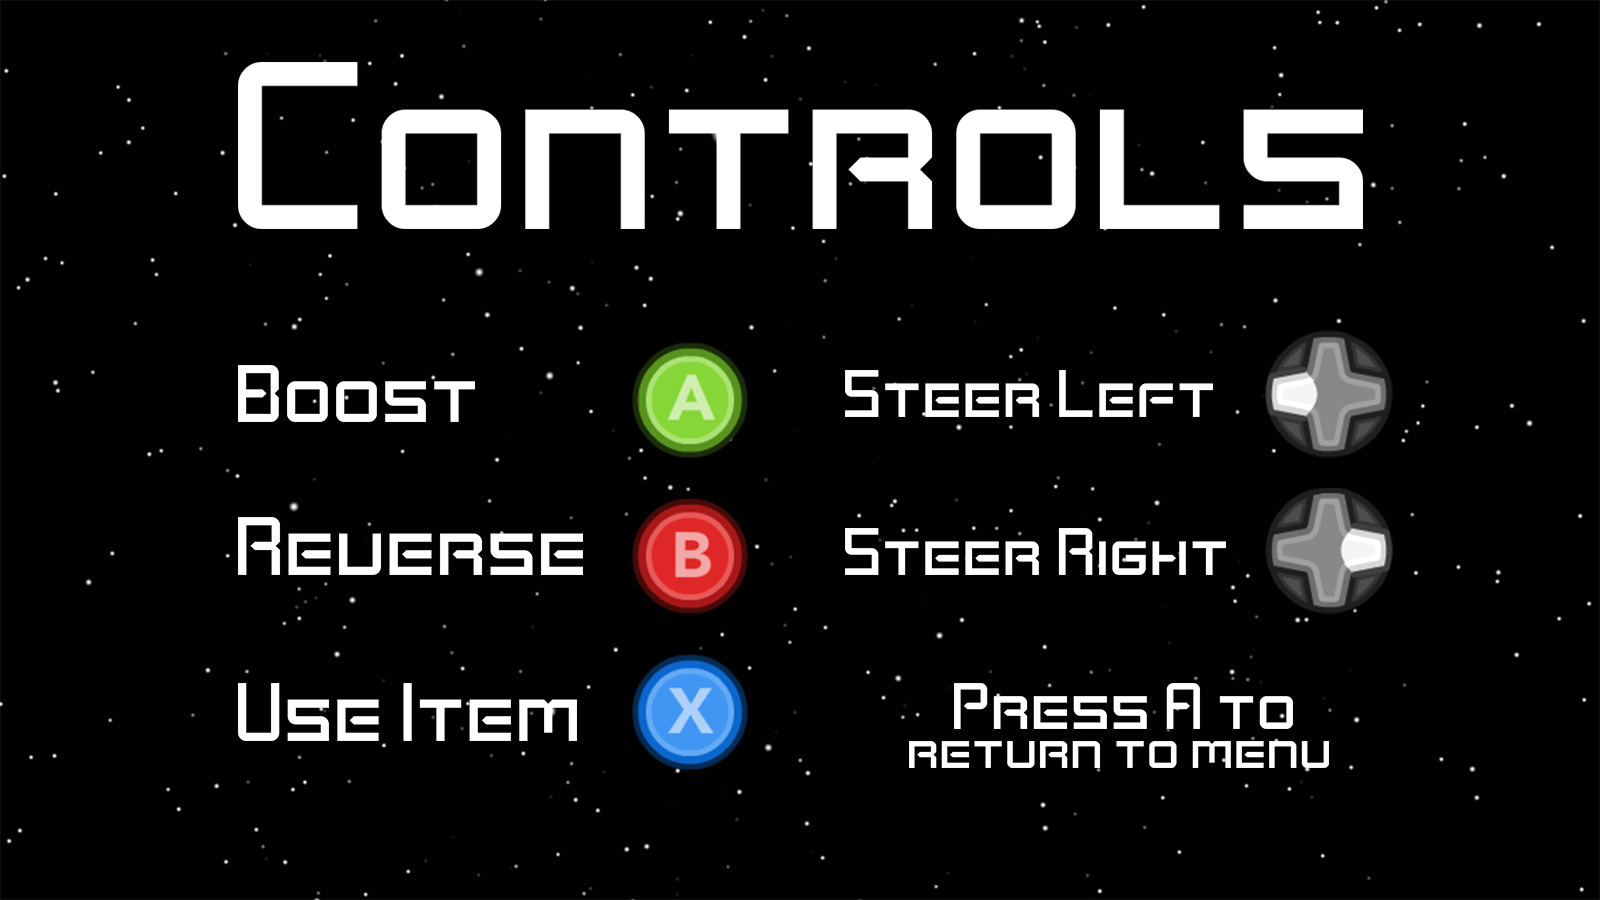 Controls
Boost A
Steer Left
Reverse B
Steer Right
Use Item X
Press A to
return to menu